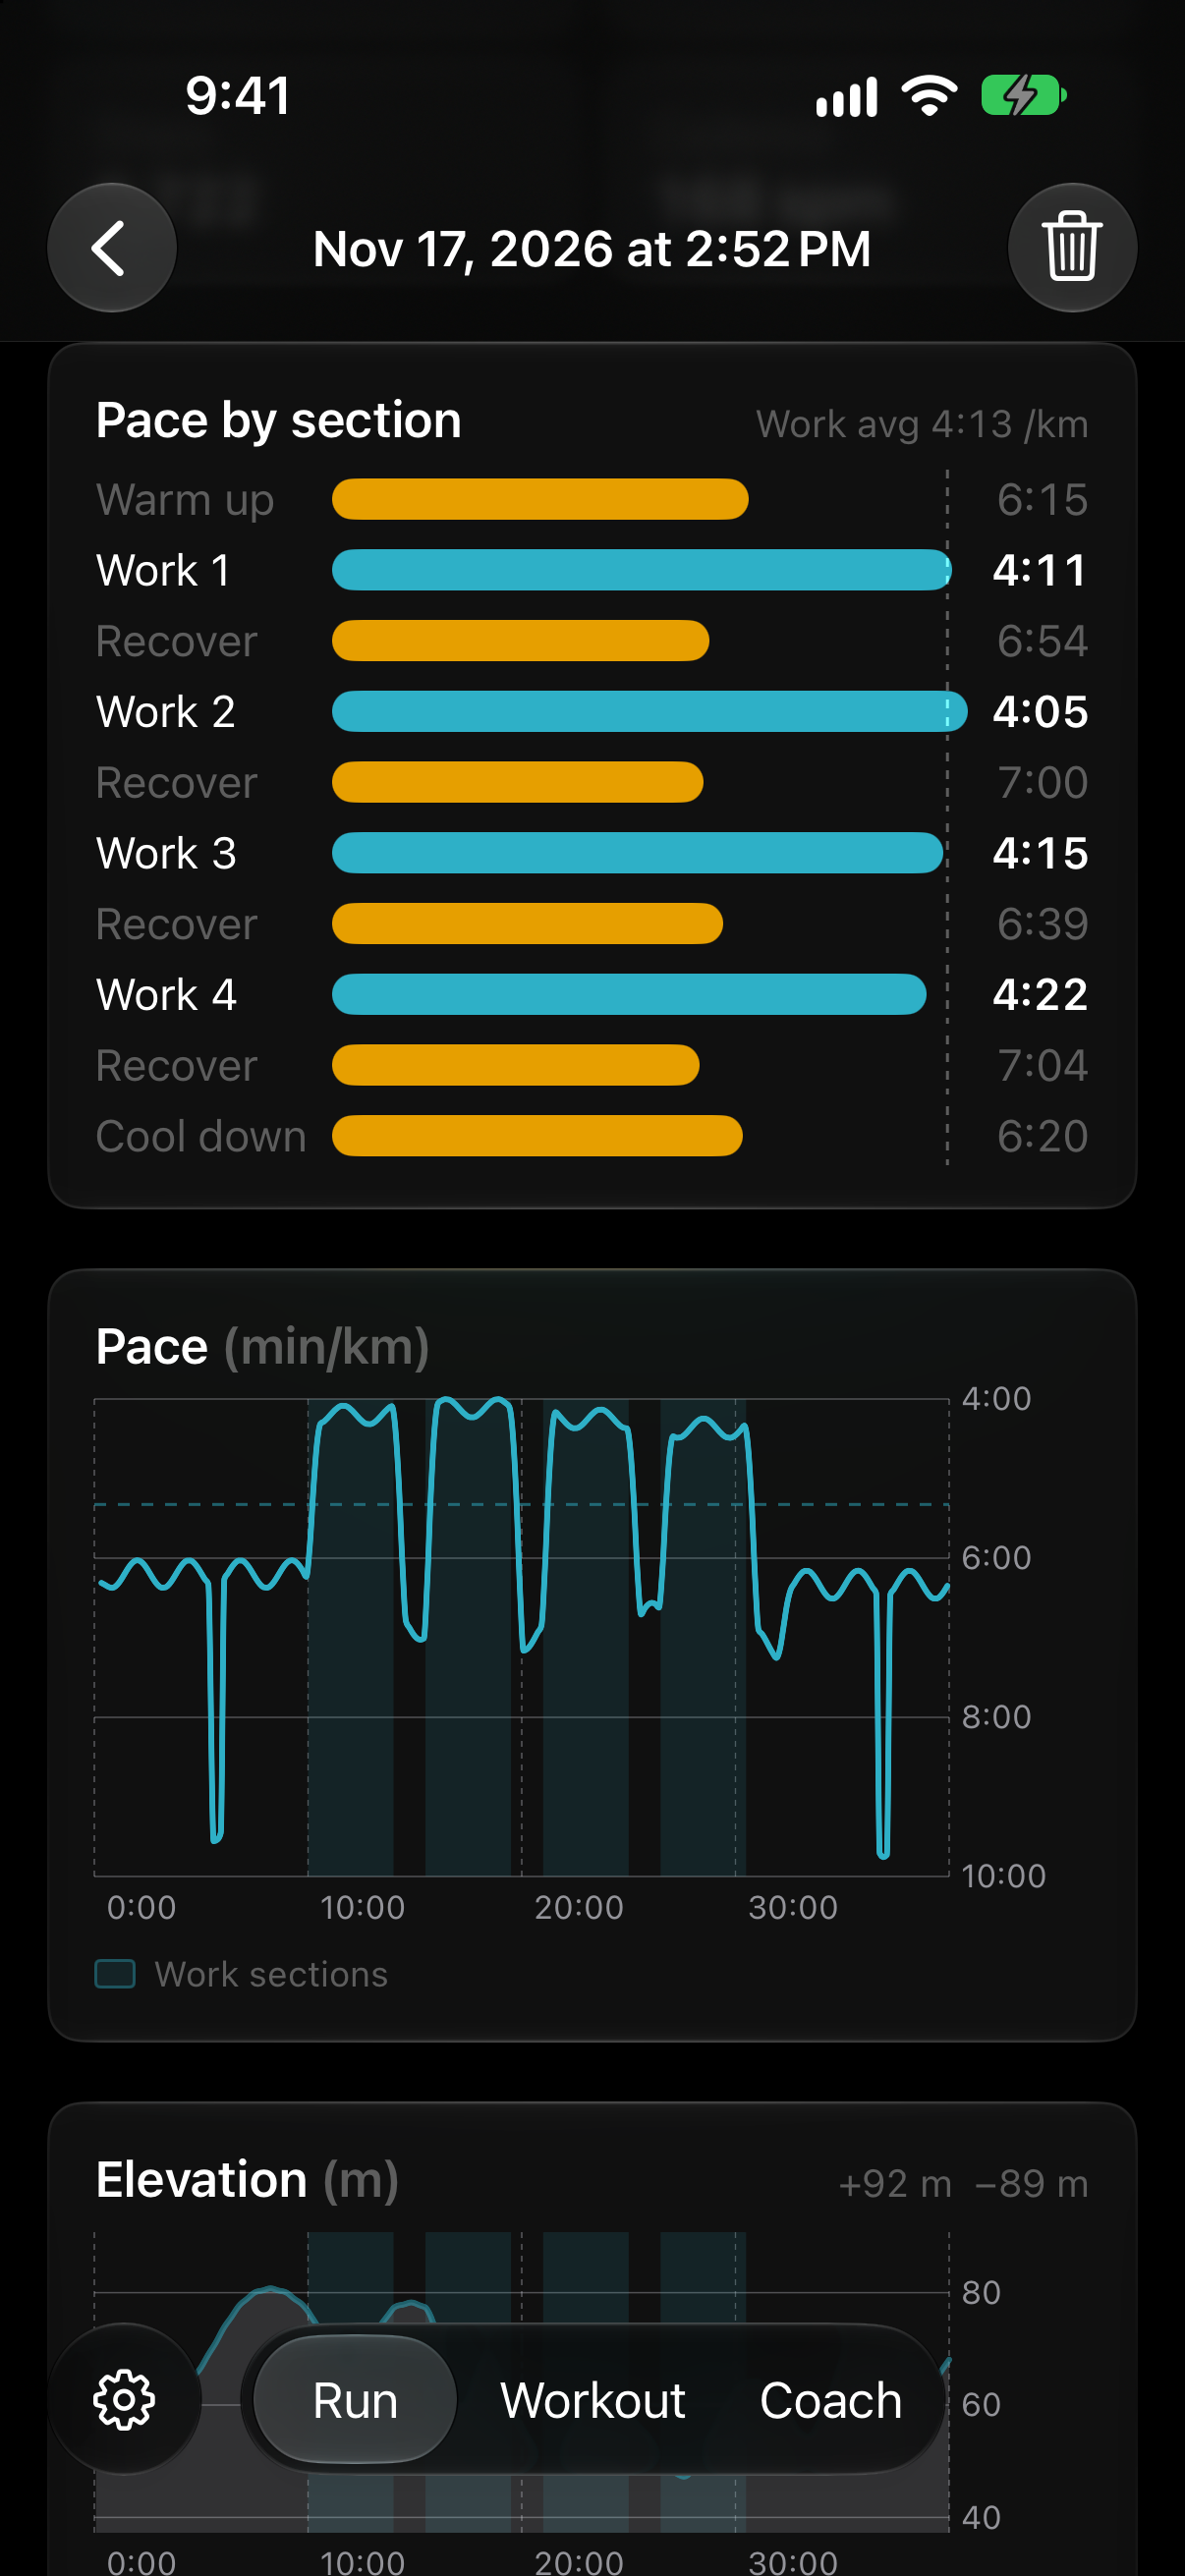 9:41
Nov 17, 2026 at 2:52 PM
Pace by section Work avg 4:13 /km
Warm up 6:15
Work 1 4:11
Recover 6:54
Work 2 4:05
Recover 7:00
Work 3 4:15
Recover 6:39
Work 4 4:22
Recover 7:04
Cool down 6:20
Pace (min/km)
4:00
6:00
8:00
10:00
0:00 10:00 20:00 30:00
Work sections
Elevation (m) +92 m −89 m
80
60
40
Run Workout Coach
0:00 10:00 20:00 30:00